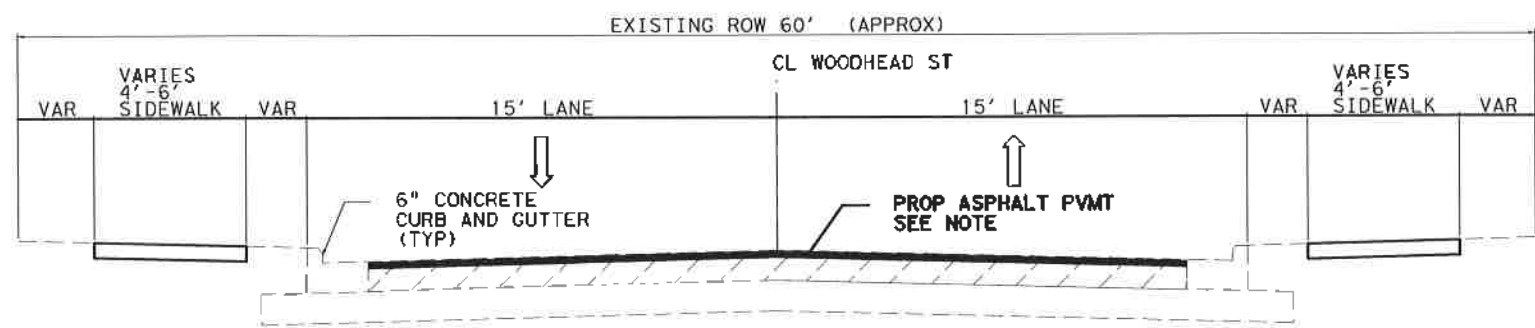 EXISTING ROW 60' (APPROX)
CL WOODHEAD ST
VARIES
4'-6'
SIDEWALK
VARIES
4'-6'
SIDEWALK
VAR
VAR
15' LANE
15' LANE
VAR
VAR
6" CONCRETE
CURB AND GUTTER
(TYP)
PROP ASPHALT PVMT
SEE NOTE